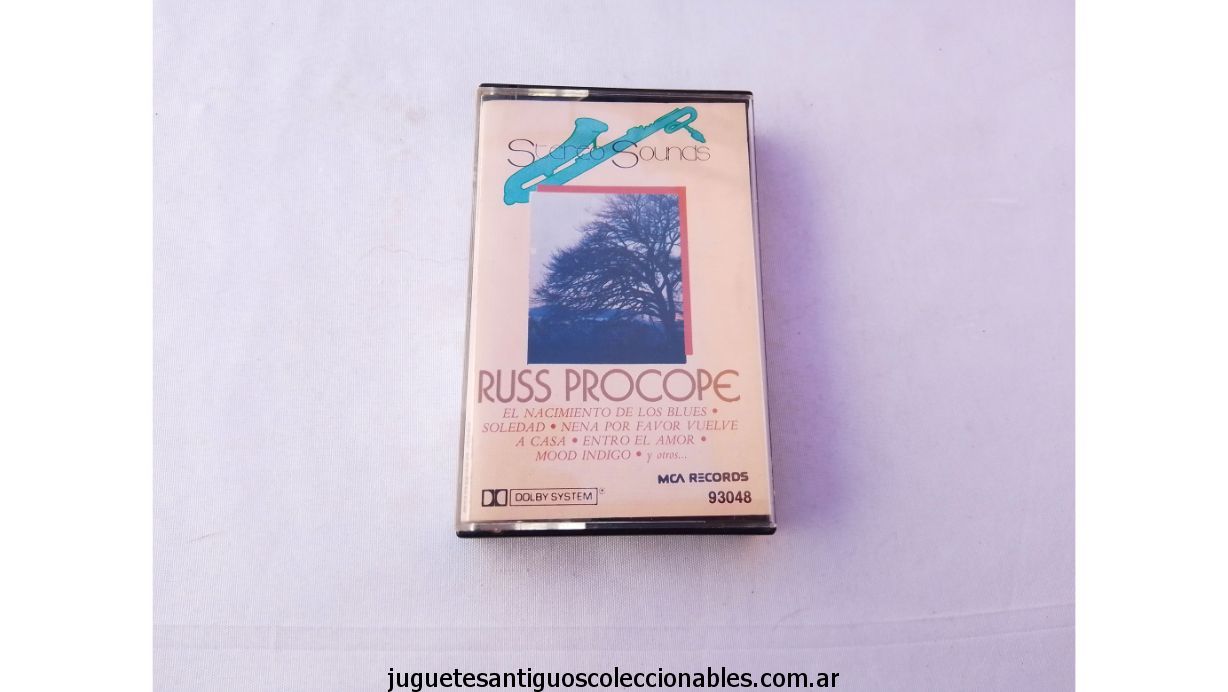 Stereo Sounds
RUSS PROCOPE
EL NACIMIENTO DE LOS BLUES •
SOLEDAD • NENA POR FAVOR VUELVE
A CASA • ENTRO EL AMOR •
MOOD INDIGO • y otros...
MCA RECORDS
DOLBY SYSTEM ®
93048
juguetesantiguoscoleccionables.com.ar